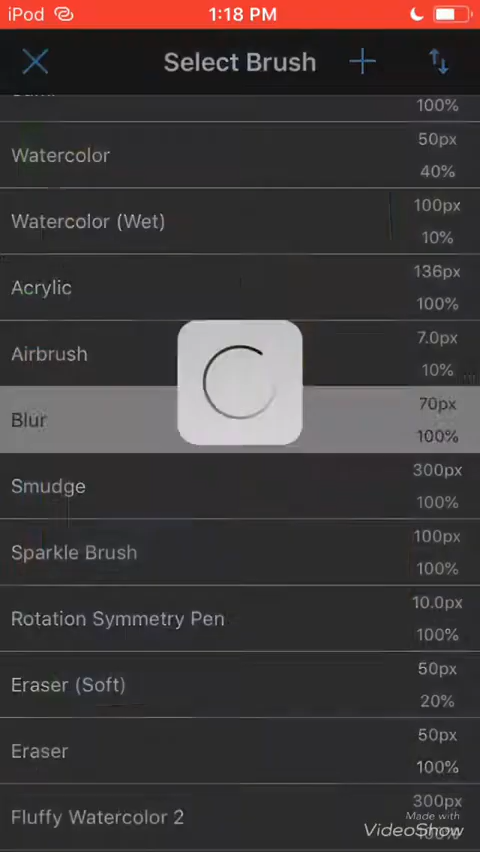 iPod 1:18 PM
Select Brush
100%
Watercolor 50px
40%
Watercolor (Wet) 100px
10%
Acrylic 136px
100%
Airbrush 7.0px
10%
Blur 70px
100%
Smudge 300px
100%
Sparkle Brush 100px
100%
Rotation Symmetry Pen 10.0px
100%
Eraser (Soft) 50px
20%
Eraser 50px
100%
Fluffy Watercolor 2 300px
Made with
VideoShow
100%